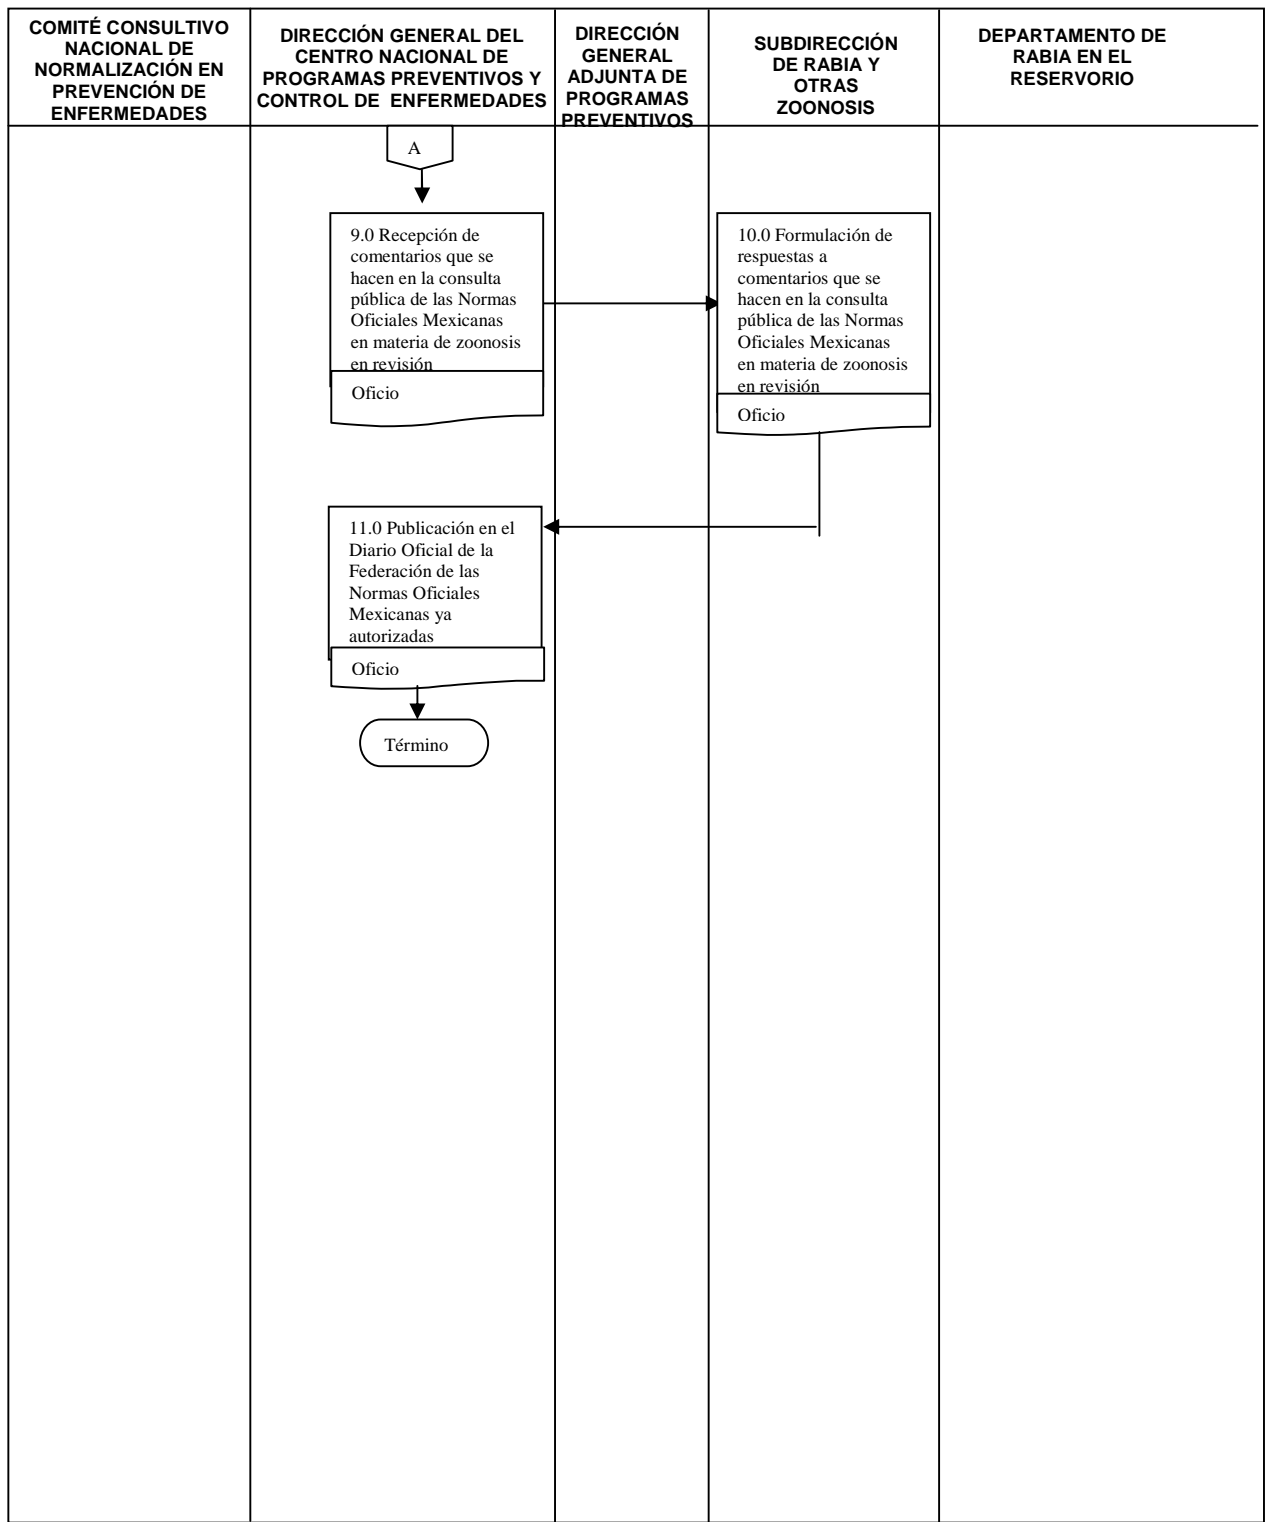 COMITÉ CONSULTIVO
NACIONAL DE
NORMALIZACIÓN EN
PREVENCIÓN DE
ENFERMEDADES
DIRECCIÓN GENERAL DEL
CENTRO NACIONAL DE
PROGRAMAS PREVENTIVOS Y
CONTROL DE ENFERMEDADES
DIRECCIÓN
GENERAL
ADJUNTA DE
PROGRAMAS
PREVENTIVOS
SUBDIRECCIÓN
DE RABIA Y
OTRAS
ZOONOSIS
DEPARTAMENTO DE
RABIA EN EL
RESERVORIO
A
9.0 Recepción de
comentarios que se
hacen en la consulta
pública de las Normas
Oficiales Mexicanas
en materia de zoonosis
en revisión
Oficio
10.0 Formulación de
respuestas a
comentarios que se
hacen en la consulta
pública de las Normas
Oficiales Mexicanas
en materia de zoonosis
en revisión
Oficio
11.0 Publicación en el
Diario Oficial de la
Federación de las
Normas Oficiales
Mexicanas ya
autorizadas
Oficio
Término